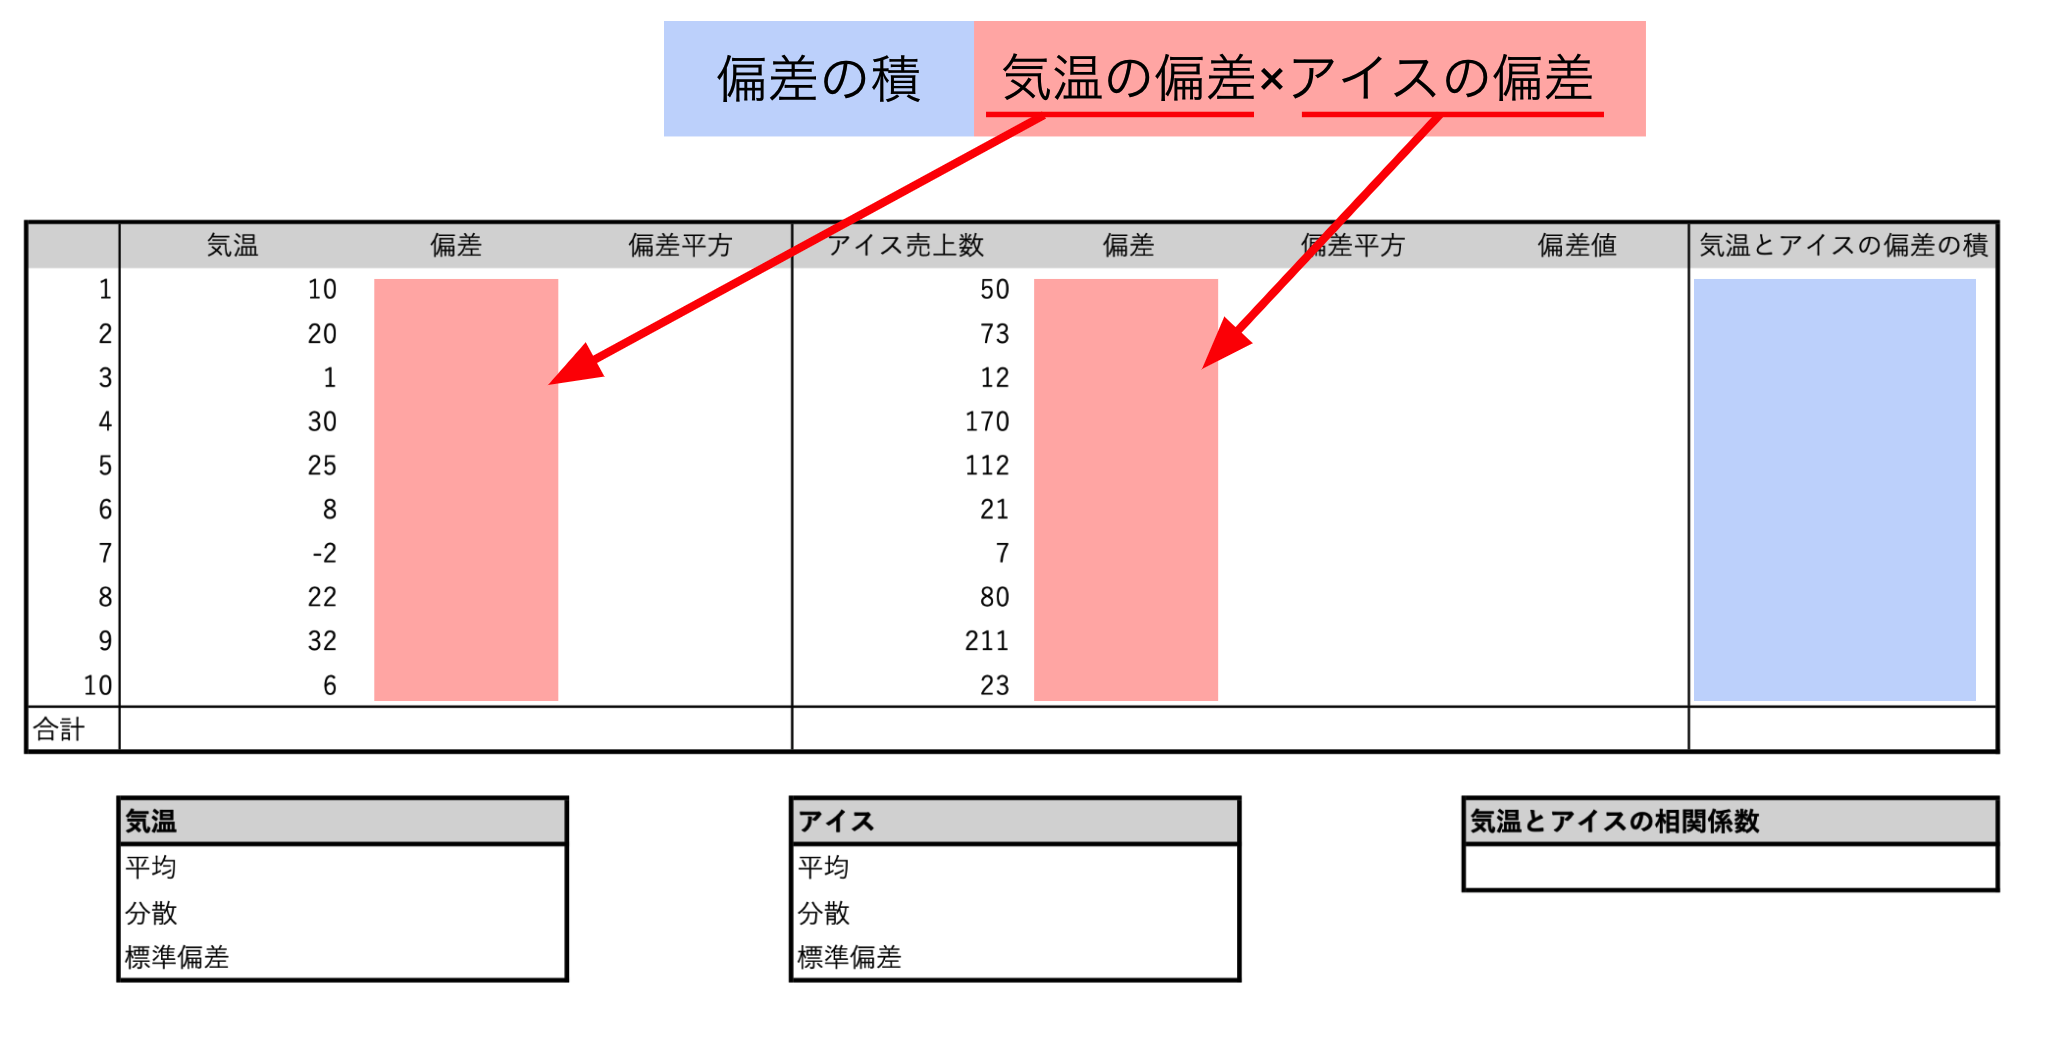 偏差の積 気温の偏差×アイスの偏差
気温 偏差 偏差平方 アイス売上数 偏差 偏差平方 偏差値 気温とアイスの偏差の積
1 10 50
2 20 73
3 1 12
4 30 170
5 25 112
6 8 21
7 -2 7
8 22 80
9 32 211
10 6 23
合計
気温 アイス 気温とアイスの相関係数
平均 平均
分散 分散
標準偏差 標準偏差